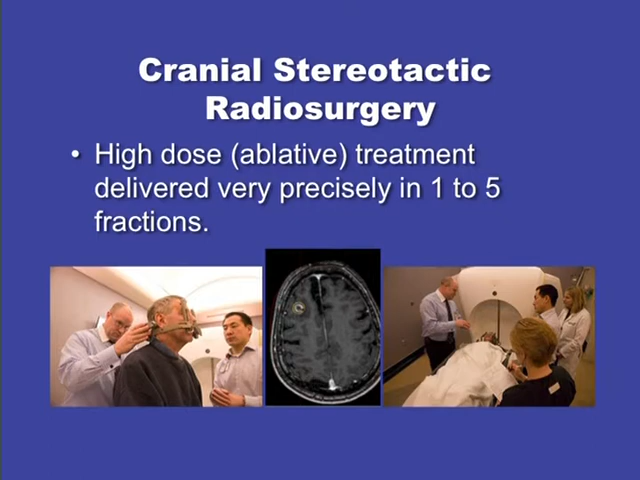 Cranial Stereotactic
Radiosurgery
• High dose (ablative) treatment
delivered very precisely in 1 to 5
fractions.